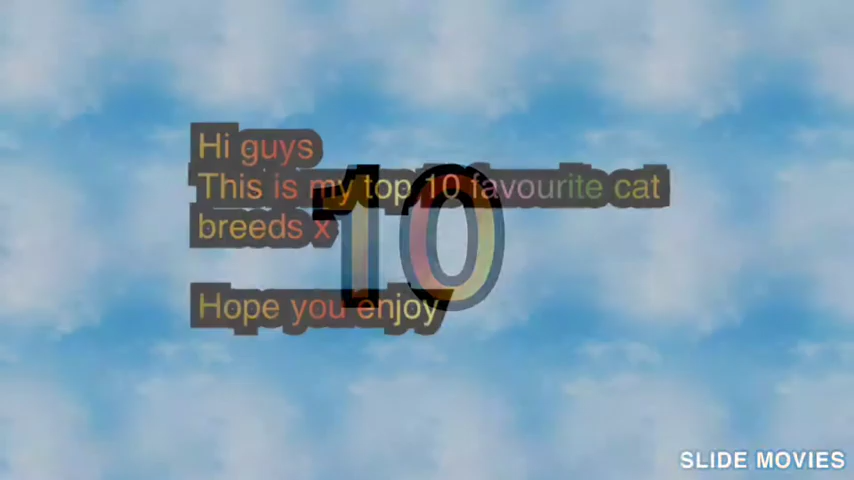 Hi guys
This is my top 10 favourite cat
breeds x
Hope you enjoy
10
SLIDE MOVIES